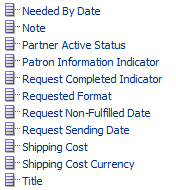 Needed By Date
Note
Partner Active Status
Patron Information Indicator
Request Completed Indicator
Requested Format
Request Non-Fulfilled Date
Request Sending Date
Shipping Cost
Shipping Cost Currency
Title